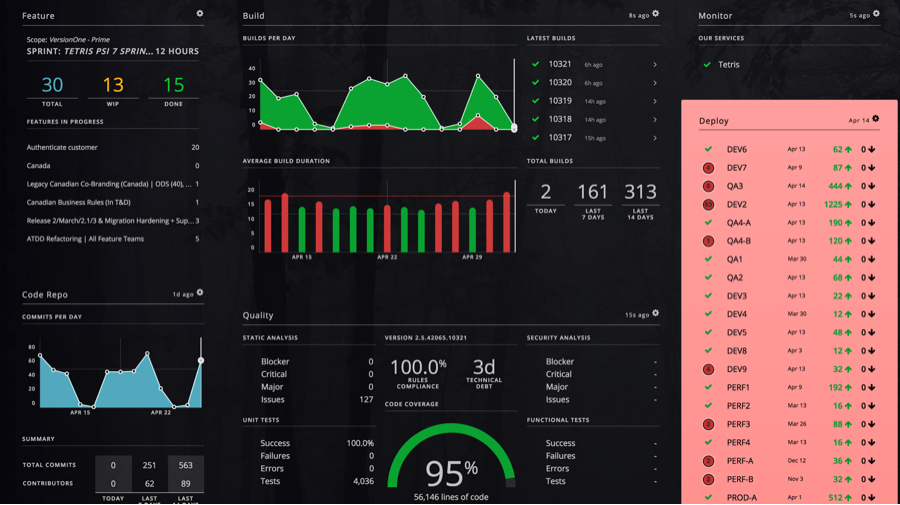 Feature
Scope: VersionOne - Prime
SPRINT: TETRIS PSI 7 SPRIN... 12 HOURS
30 13 15
TOTAL WIP DONE
FEATURES IN PROGRESS
Authenticate customer 20
Canada 0
Legacy Canadian Co-Branding (Canada) | ODS (40), ... 1
Canadian Business Rules (In T&D) 1
Release 2/March/2.1/3 & Migration Hardening + Sup... 3
ATDD Refactoring | All Feature Teams 5
Code Repo 1d ago
COMMITS PER DAY
80
60
40
20
0
APR 15 APR 22
SUMMARY
TOTAL COMMITS 0 251 563
CONTRIBUTORS 0 62 89
TODAY LAST LAST
Build 8s ago
BUILDS PER DAY
40
30
20
10
0
AVERAGE BUILD DURATION
20
15
10
5
0
APR 15 APR 22 APR 29
LATEST BUILDS
10321 6h ago
10320 6h ago
10319 14h ago
10318 14h ago
10317 15h ago
TOTAL BUILDS
2 161 313
TODAY LAST 7 DAYS LAST 14 DAYS
Quality 15s ago
STATIC ANALYSIS
Blocker 0
Critical 0
Major 0
Issues 127
UNIT TESTS
Success 100.0%
Failures 0
Errors 0
Tests 4,036
VERSION 2.5.42065.10321
100.0% 3d
RULES COMPLIANCE TECHNICAL DEBT
CODE COVERAGE
95%
56,146 lines of code
SECURITY ANALYSIS
Blocker -
Critical -
Major -
Issues -
FUNCTIONAL TESTS
Success -
Failures -
Errors -
Tests -
Monitor 5s ago
OUR SERVICES
Tetris
Deploy Apr 14
DEV6 Apr 13 62 0
DEV7 Apr 9 87 0
QA3 Apr 14 444 0
DEV2 Apr 13 1225 0
QA4-A Apr 13 190 0
1 QA4-B Apr 13 120 0
QA1 Mar 30 44 0
QA2 Apr 13 68 0
DEV3 Apr 13 22 0
DEV4 Mar 30 12 0
DEV5 Apr 13 48 0
DEV8 Apr 3 12 0
DEV9 Apr 13 32 0
PERF1 Apr 9 192 0
PERF2 Mar 13 16 0
2 PERF3 Mar 26 88 0
PERF4 Mar 13 16 0
2 PERF-A Dec 12 36 0
2 PERF-B Nov 3 32 0
PROD-A Apr 1 512 0